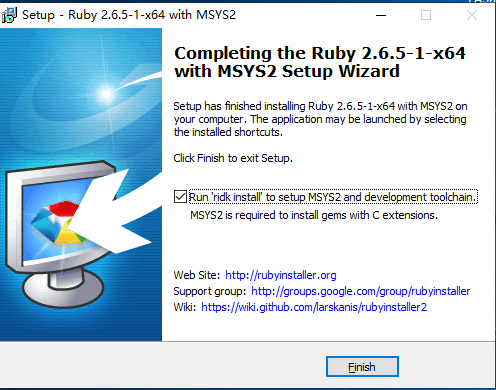 Setup - Ruby 2.6.5-1-x64 with MSYS2
Completing the Ruby 2.6.5-1-x64
with MSYS2 Setup Wizard
Setup has finished installing Ruby 2.6.5-1-x64 with MSYS2 on
your computer. The application may be launched by selecting
the installed shortcuts.
Click Finish to exit Setup.
Run 'ridk install' to setup MSYS2 and development toolchain.
MSYS2 is required to install gems with C extensions.
Web Site: http://rubyinstaller.org
Support group: http://groups.google.com/group/rubyinstaller
Wiki: https://wiki.github.com/larskanis/rubyinstaller2
Finish